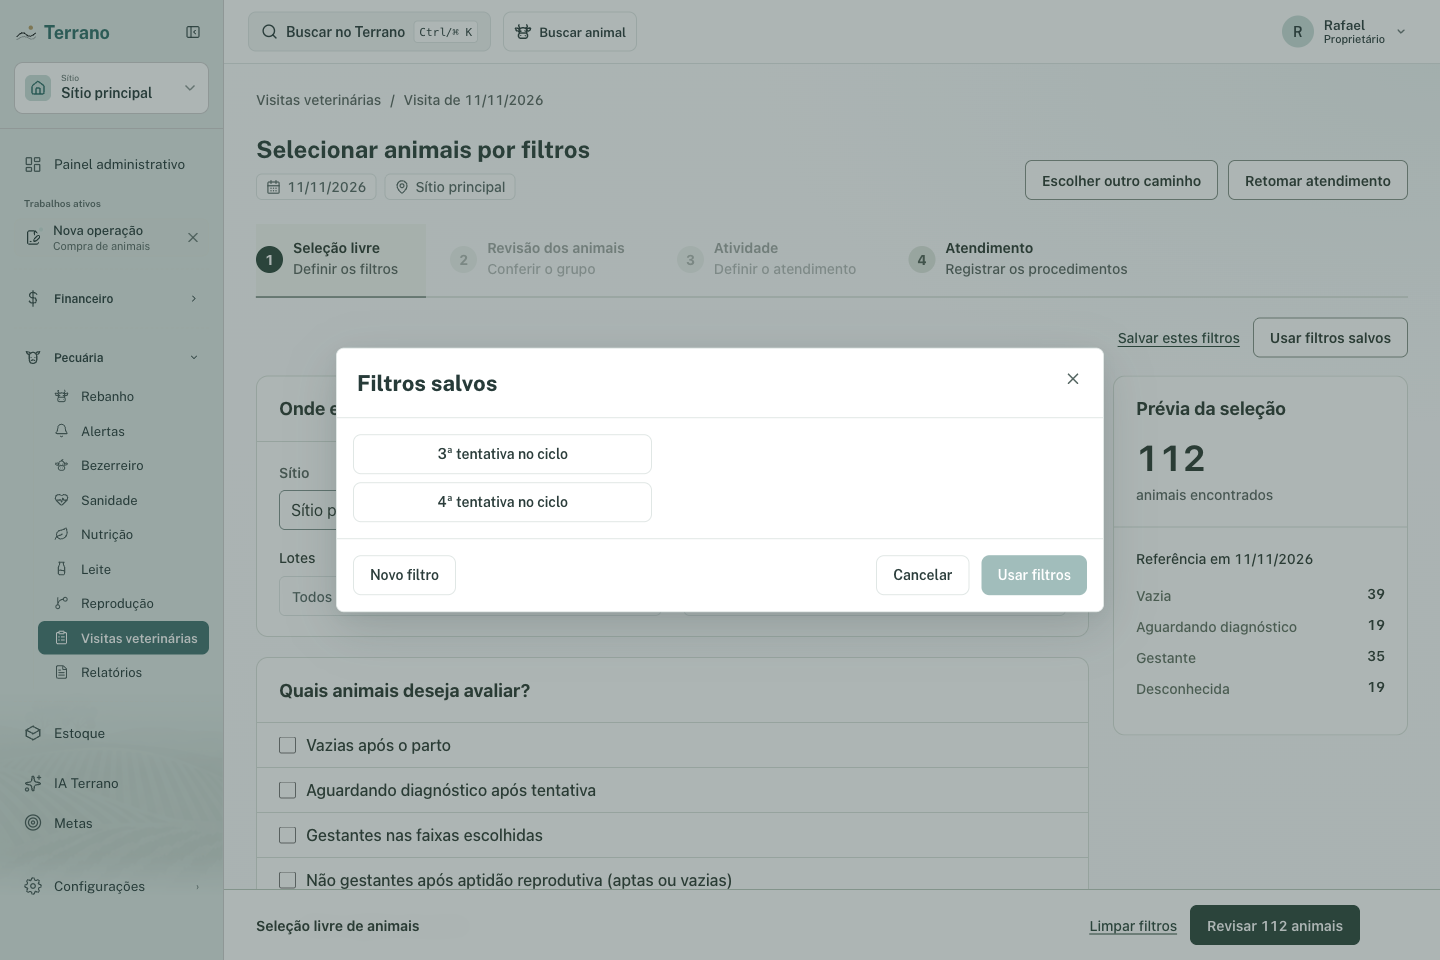 Terrano
Buscar no Terrano Ctrl/⌘ K
Buscar animal
R
Rafael
Proprietário
Sítio
Sítio principal
Painel administrativo
Trabalhos ativos
Nova operação
Compra de animais
Financeiro
Pecuária
Rebanho
Alertas
Bezerreiro
Sanidade
Nutrição
Leite
Reprodução
Visitas veterinárias
Relatórios
Estoque
IA Terrano
Metas
Configurações
Visitas veterinárias / Visita de 11/11/2026
Selecionar animais por filtros
11/11/2026
Sítio principal
Escolher outro caminho
Retomar atendimento
1
Seleção livre
Definir os filtros
2
Revisão dos animais
Conferir o grupo
3
Atividade
Definir o atendimento
4
Atendimento
Registrar os procedimentos
Salvar estes filtros
Usar filtros salvos
Onde e
Sítio
Sítio p
Lotes
Todos
Filtros salvos
3ª tentativa no ciclo
4ª tentativa no ciclo
Novo filtro
Cancelar
Usar filtros
Prévia da seleção
112
animais encontrados
Referência em 11/11/2026
Vazia 39
Aguardando diagnóstico 19
Gestante 35
Desconhecida 19
Quais animais deseja avaliar?
Vazias após o parto
Aguardando diagnóstico após tentativa
Gestantes nas faixas escolhidas
Não gestantes após aptidão reprodutiva (aptas ou vazias)
Seleção livre de animais
Limpar filtros
Revisar 112 animais